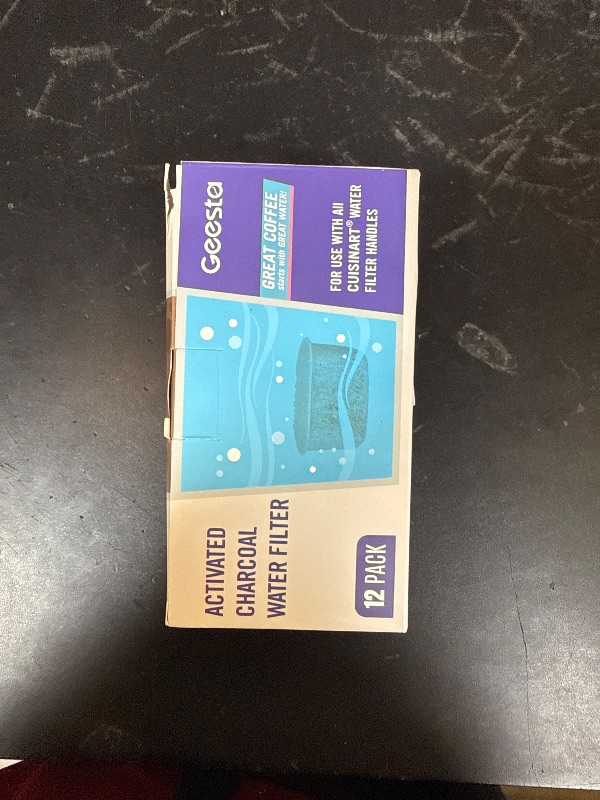 Geesta
GREAT COFFEE
starts with GREAT WATER!
FOR USE WITH All
CUISINART® WATER
FILTER HANDLES
ACTIVATED
CHARCOAL
WATER FILTER
12 PACK